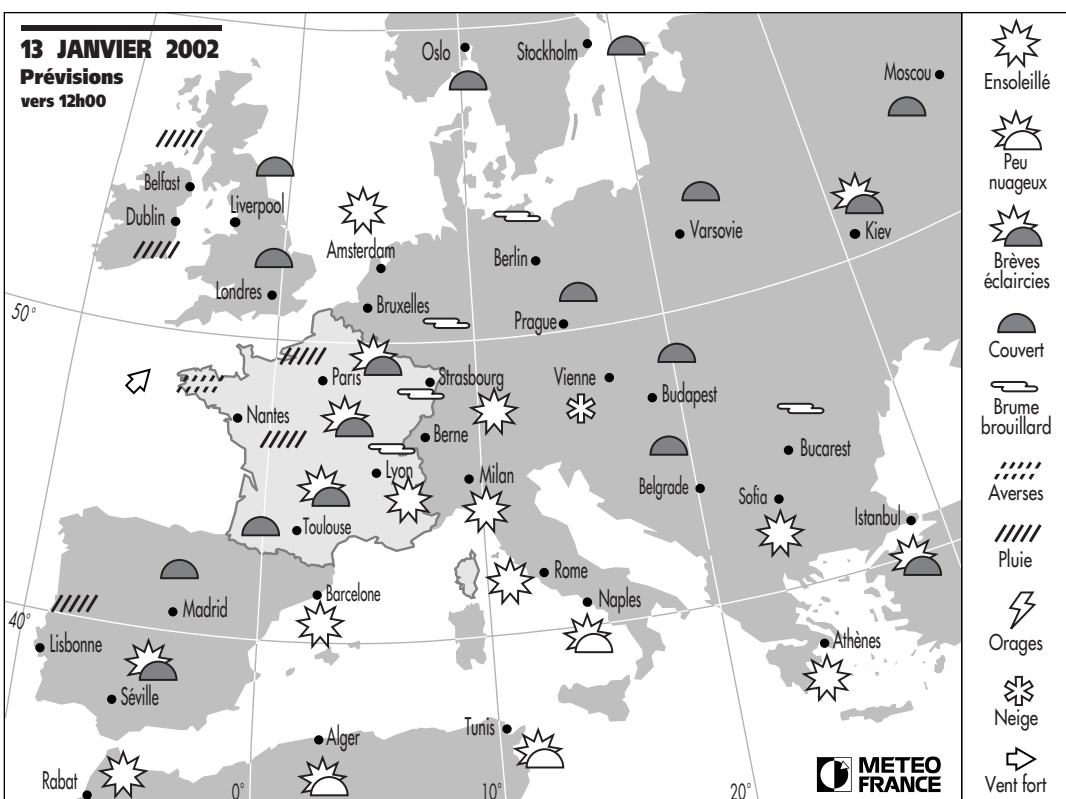 13 JANVIER 2002
Prévisions
vers 12h00
Oslo
Stockholm
Moscou
Belfast
Dublin
Liverpool
Amsterdam
Londres
Bruxelles
Berlin
Varsovie
Kiev
Prague
50°
Paris
Strasbourg
Vienne
Budapest
Nantes
Berne
Bucarest
Lyon
Milan
Belgrade
Sofia
Istanbul
Toulouse
Rome
Naples
Barcelone
Madrid
40°
Lisbonne
Séville
Athènes
Alger
Tunis
Rabat
0°
10°
20°
METEO
FRANCE
Ensoleillé
Peu
nuageux
Brèves
éclaircies
Couvert
Brume
brouillard
Averses
Pluie
Orages
Neige
Vent fort